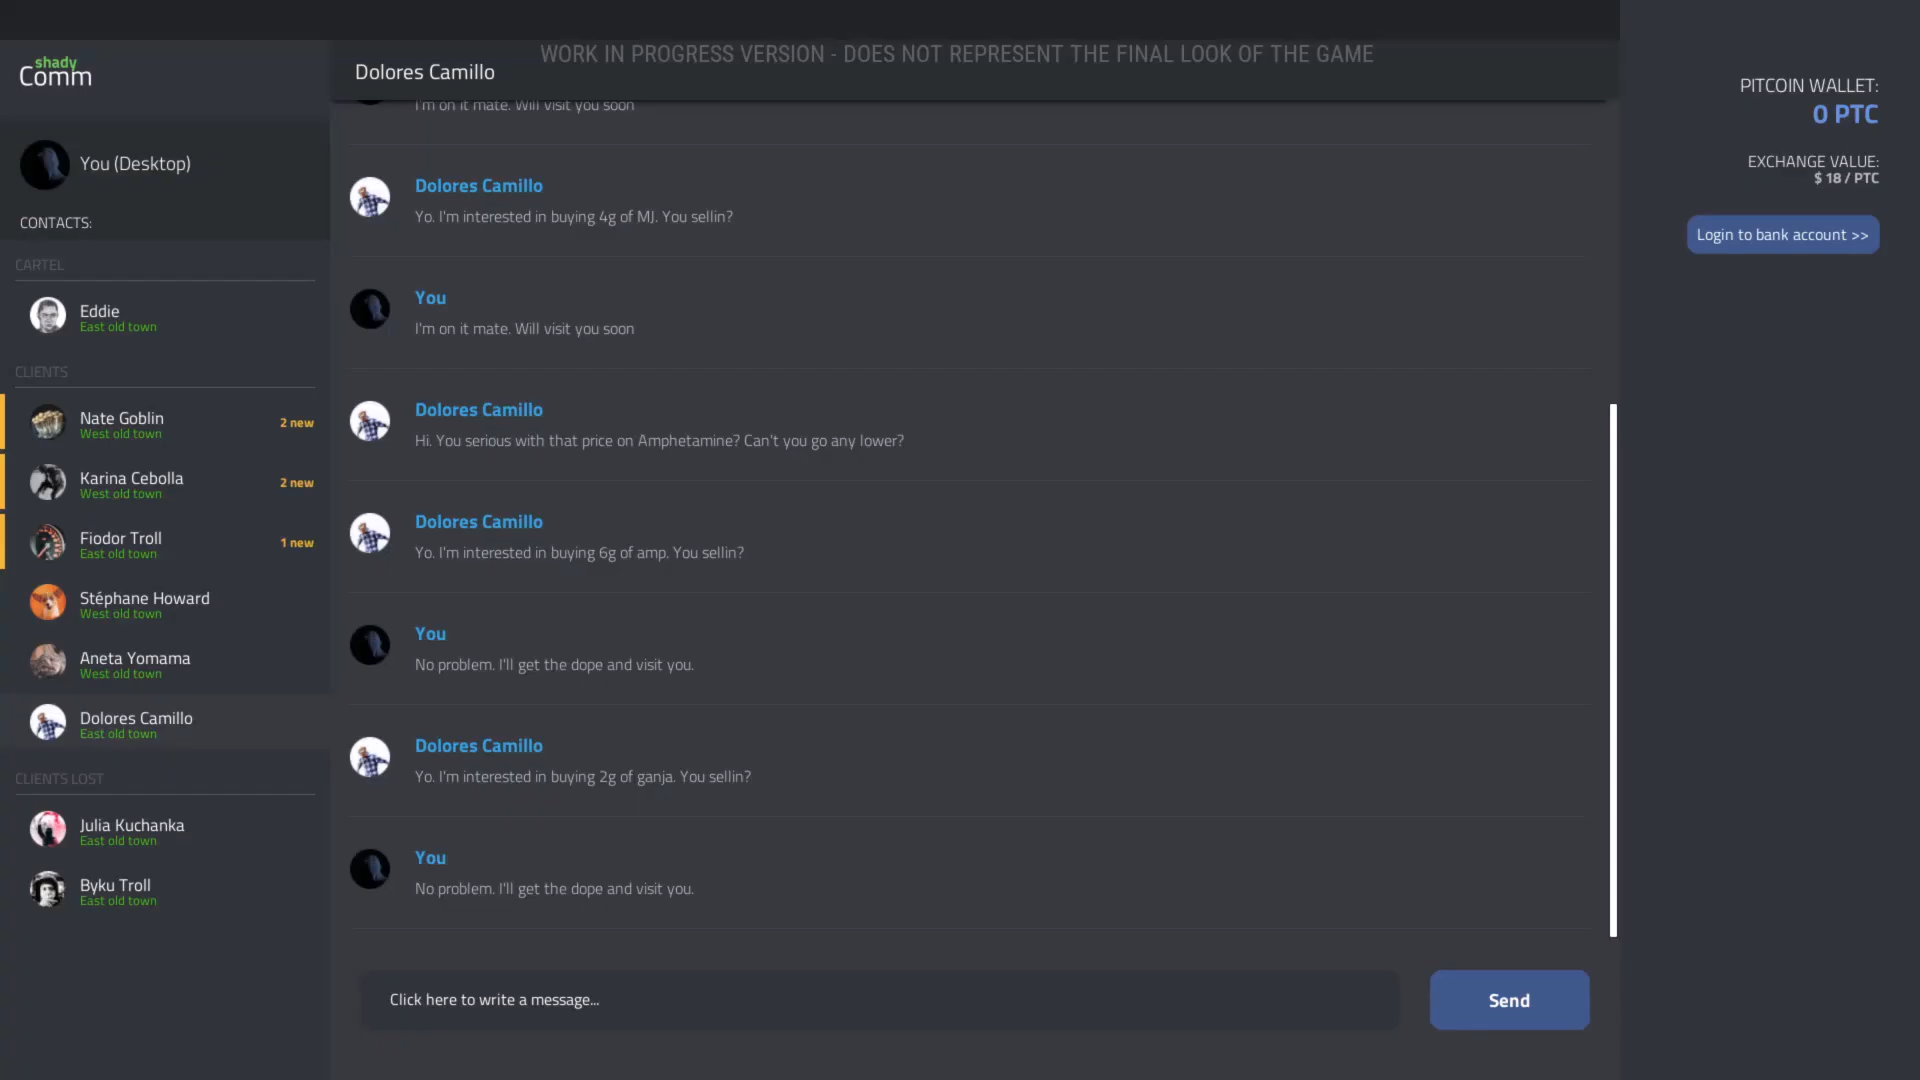 shady
Comm
You (Desktop)
CONTACTS:
CARTEL
Eddie
East old town
CLIENTS
Nate Goblin
West old town
2 new
Karina Cebolla
West old town
2 new
Fiodor Troll
East old town
1 new
Stéphane Howard
West old town
Aneta Yomama
West old town
Dolores Camillo
East old town
CLIENTS LOST
Julia Kuchanka
East old town
Byku Troll
East old town
WORK IN PROGRESS VERSION - DOES NOT REPRESENT THE FINAL LOOK OF THE GAME
Dolores Camillo
I'm on it mate. Will visit you soon
Dolores Camillo
Yo. I'm interested in buying 4g of MJ. You sellin?
You
I'm on it mate. Will visit you soon
Dolores Camillo
Hi. You serious with that price on Amphetamine? Can't you go any lower?
Dolores Camillo
Yo. I'm interested in buying 6g of amp. You sellin?
You
No problem. I'll get the dope and visit you.
Dolores Camillo
Yo. I'm interested in buying 2g of ganja. You sellin?
You
No problem. I'll get the dope and visit you.
Click here to write a message...
Send
PITCOIN WALLET:
0 PTC
EXCHANGE VALUE:
$ 18 / PTC
Login to bank account >>